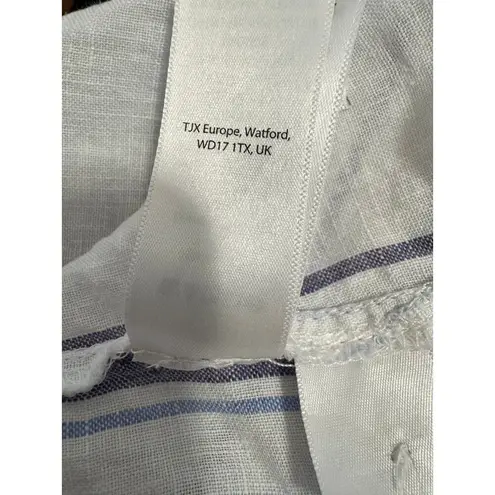 TJX Europe, Watford,
WD17 1TX, UK